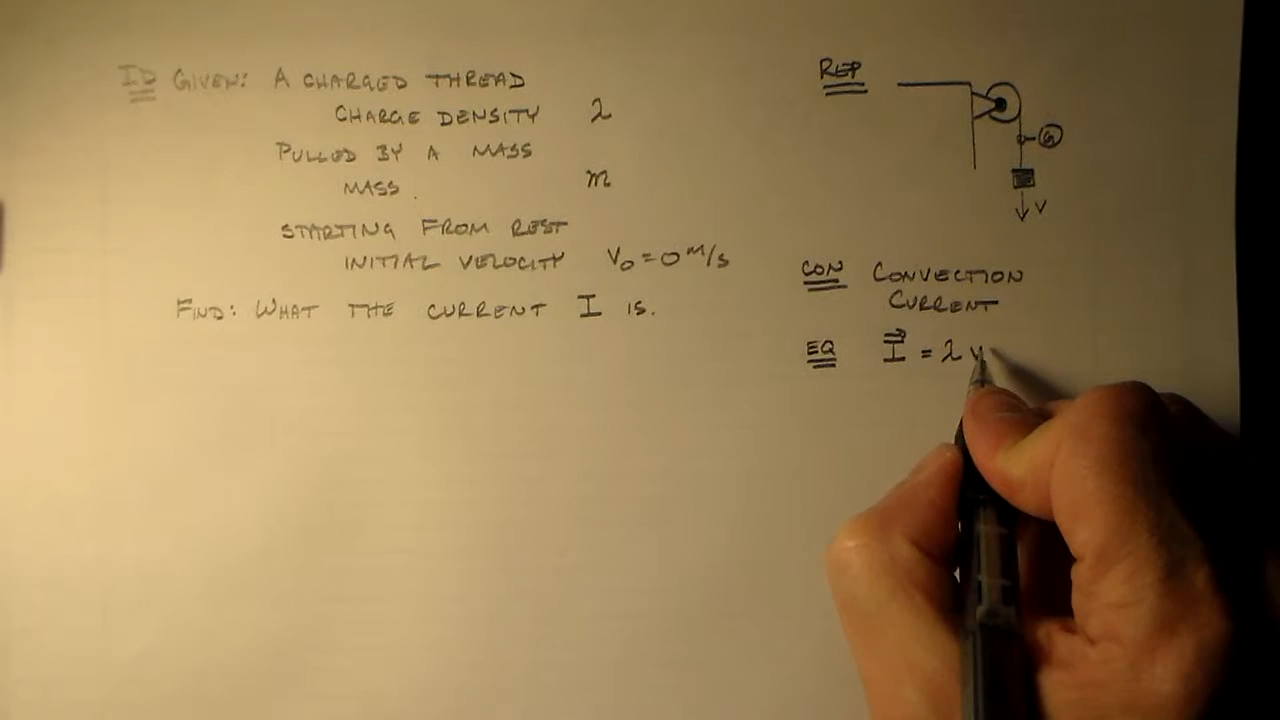 ID GIVEN: A CHARGED THREAD
CHARGE DENSITY λ
PULLED BY A MASS
MASS m
STARTING FROM REST
INITIAL VELOCITY V₀ = 0 m/s
FIND: WHAT THE CURRENT I IS.
REP
V
CON CONVECTION
CURRENT
EQ I⃗ = λ v